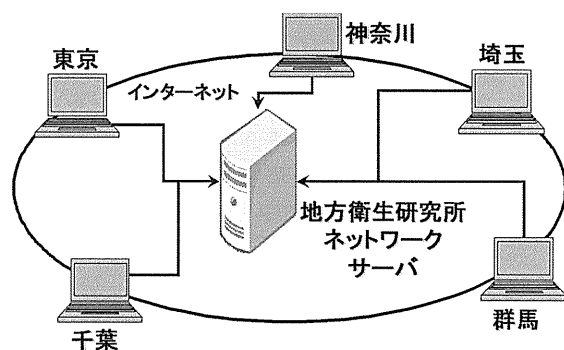 神奈川
東京
埼玉
インターネット
地方衛生研究所
ネットワーク
サーバ
千葉
群馬